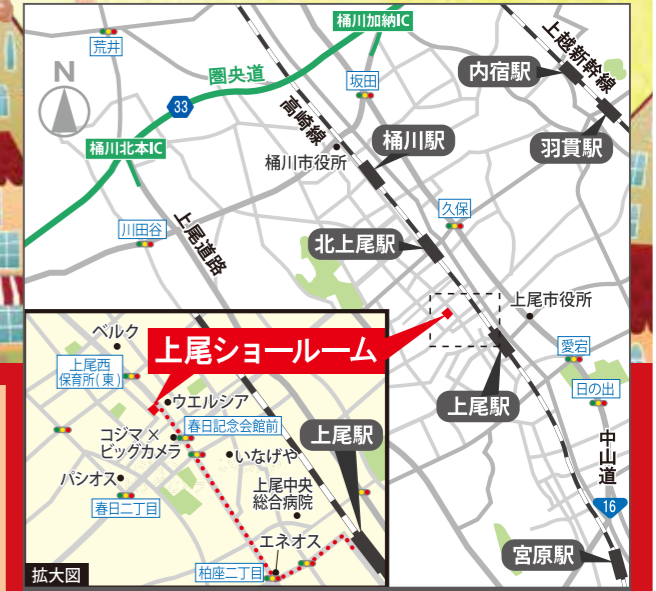 桶川加納IC
上越新幹線
荒井
内宿駅
N
圏央道
坂田
33
高崎線
羽貫駅
桶川駅
桶川北本IC
桶川市役所
久保
川田谷
上尾道路
北上尾駅
上尾市役所
ベルク
上尾ショールーム
愛宕
上尾西
保育所(東)
日の出
ウエルシア
上尾駅
春日記念会館前
上尾駅
コジマ×
ビッグカメラ
いなげや
中山道
パシオス
上尾中央
総合病院
春日二丁目
16
エネオス
宮原駅
柏座二丁目
拡大図